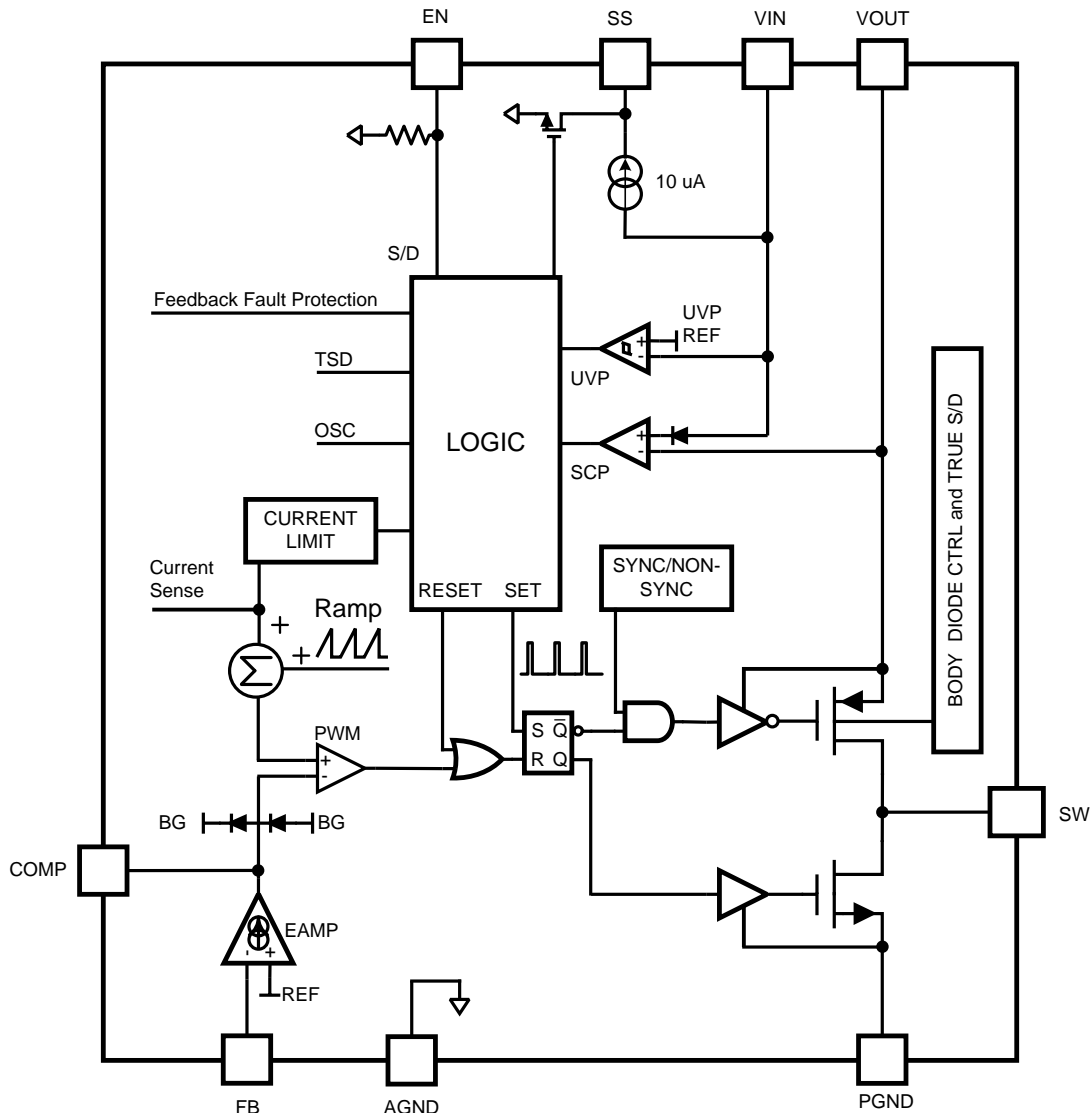 EN
SS
VIN
VOUT
10 uA
S/D
Feedback Fault Protection
UVP
REF
+
-
TSD
UVP
OSC
LOGIC
+
-
SCP
BODY DIODE CTRL and TRUE S/D
CURRENT
LIMIT
Current
Sense
RESET
SET
SYNC/NON-
SYNC
+
Ramp
+
Σ
S Q̅
R Q
PWM
+
-
BG
BG
SW
COMP
EAMP
-
+
REF
FB
AGND
PGND